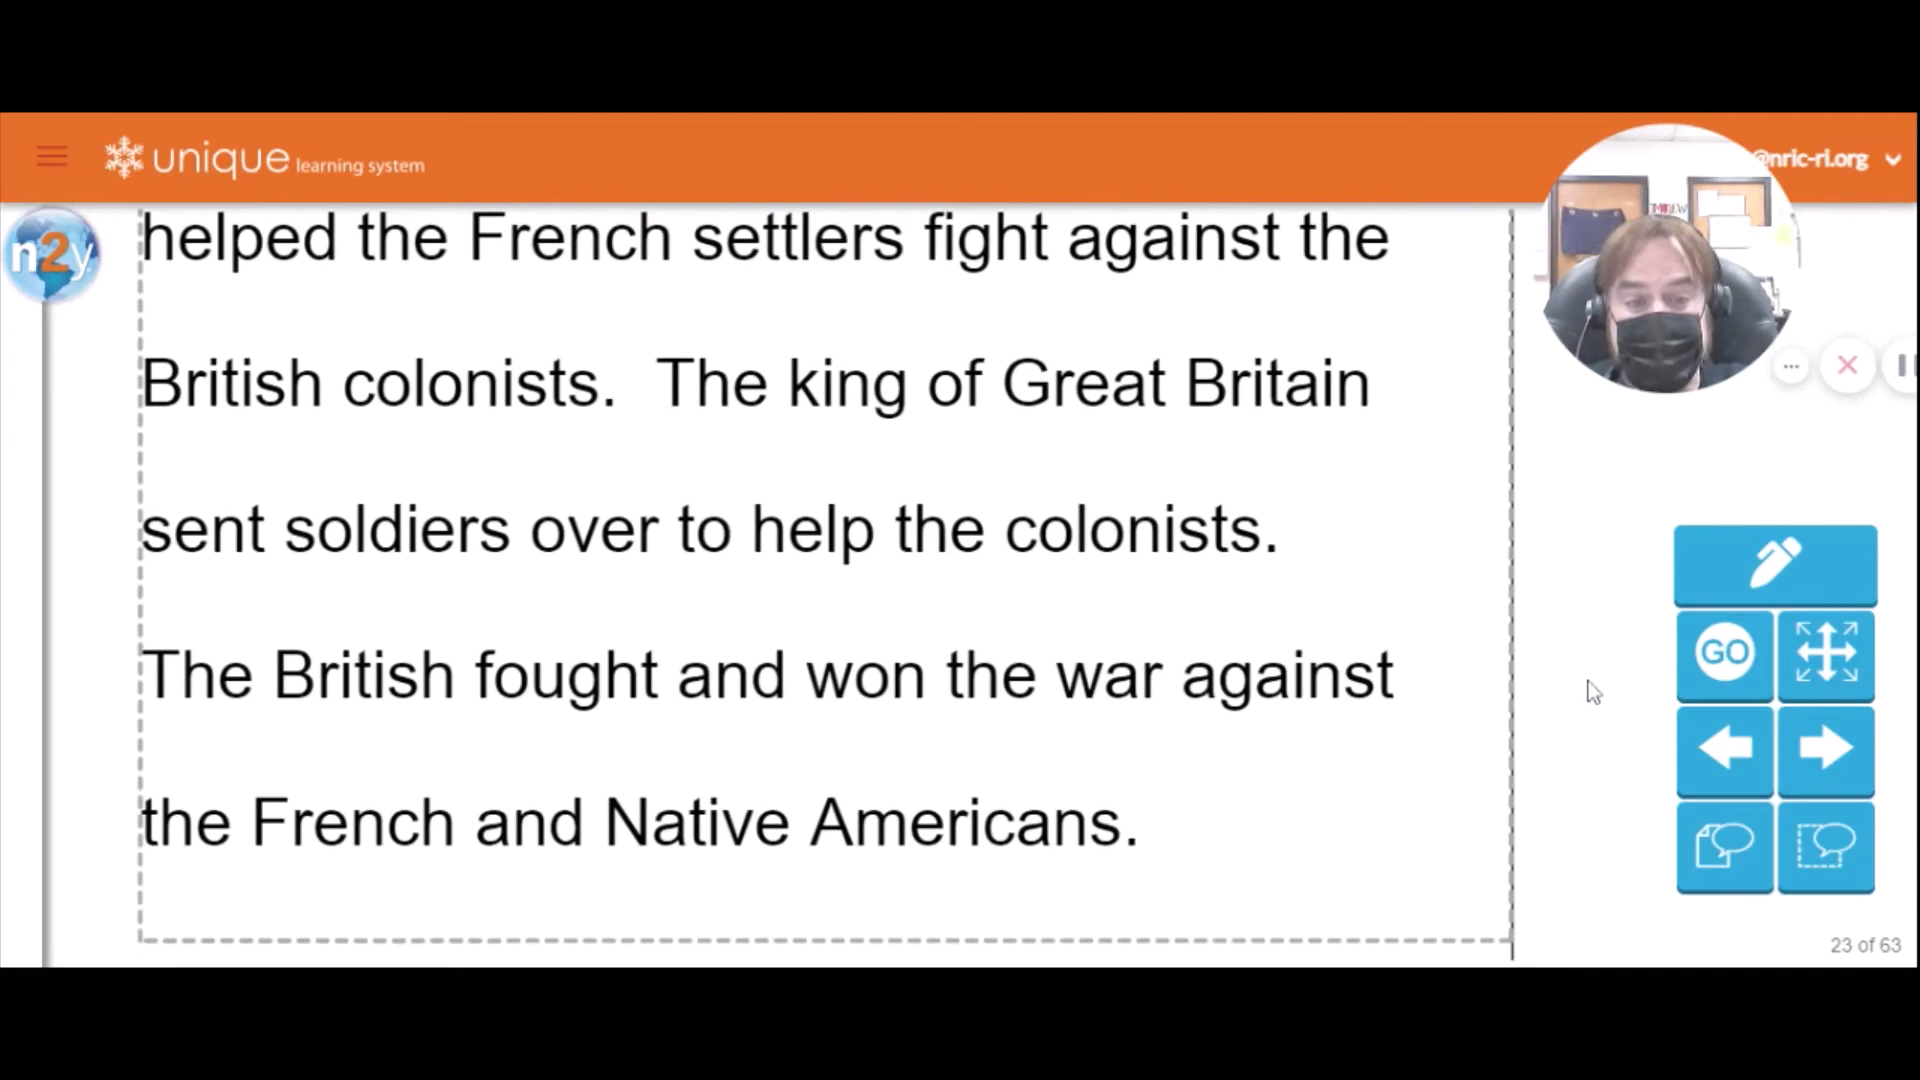 unique learning system
@nric-ri.org
n2y
helped the French settlers fight against the
British colonists. The king of Great Britain
sent soldiers over to help the colonists.
The British fought and won the war against
the French and Native Americans.
GO
23 of 63